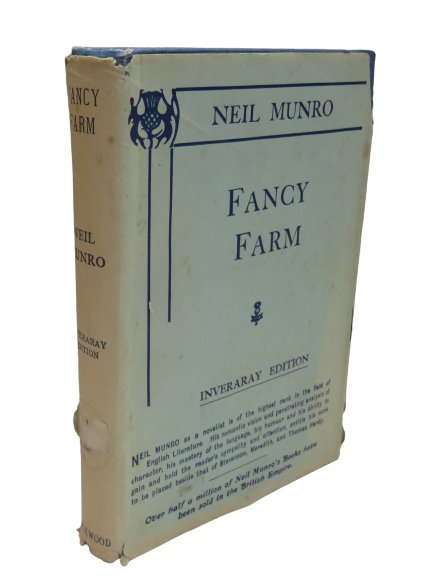 FANCY
FARM
NEIL
MUNRO
INVERARAY
EDITION
NEIL MUNRO
FANCY
FARM
INVERARAY EDITION
NEIL MUNRO as a novelist is of the highest rank in the field of
English Literature. His romantic vision and penetrating analysis of
character, his mastery of the language, his humour and his ability to
gain and hold the reader's sympathy and attention, entitle his work
to be placed beside that of Stevenson, Meredith, and Thomas Hardy.
Over half a million of Neil Munro's Books have
been sold in the British Empire.